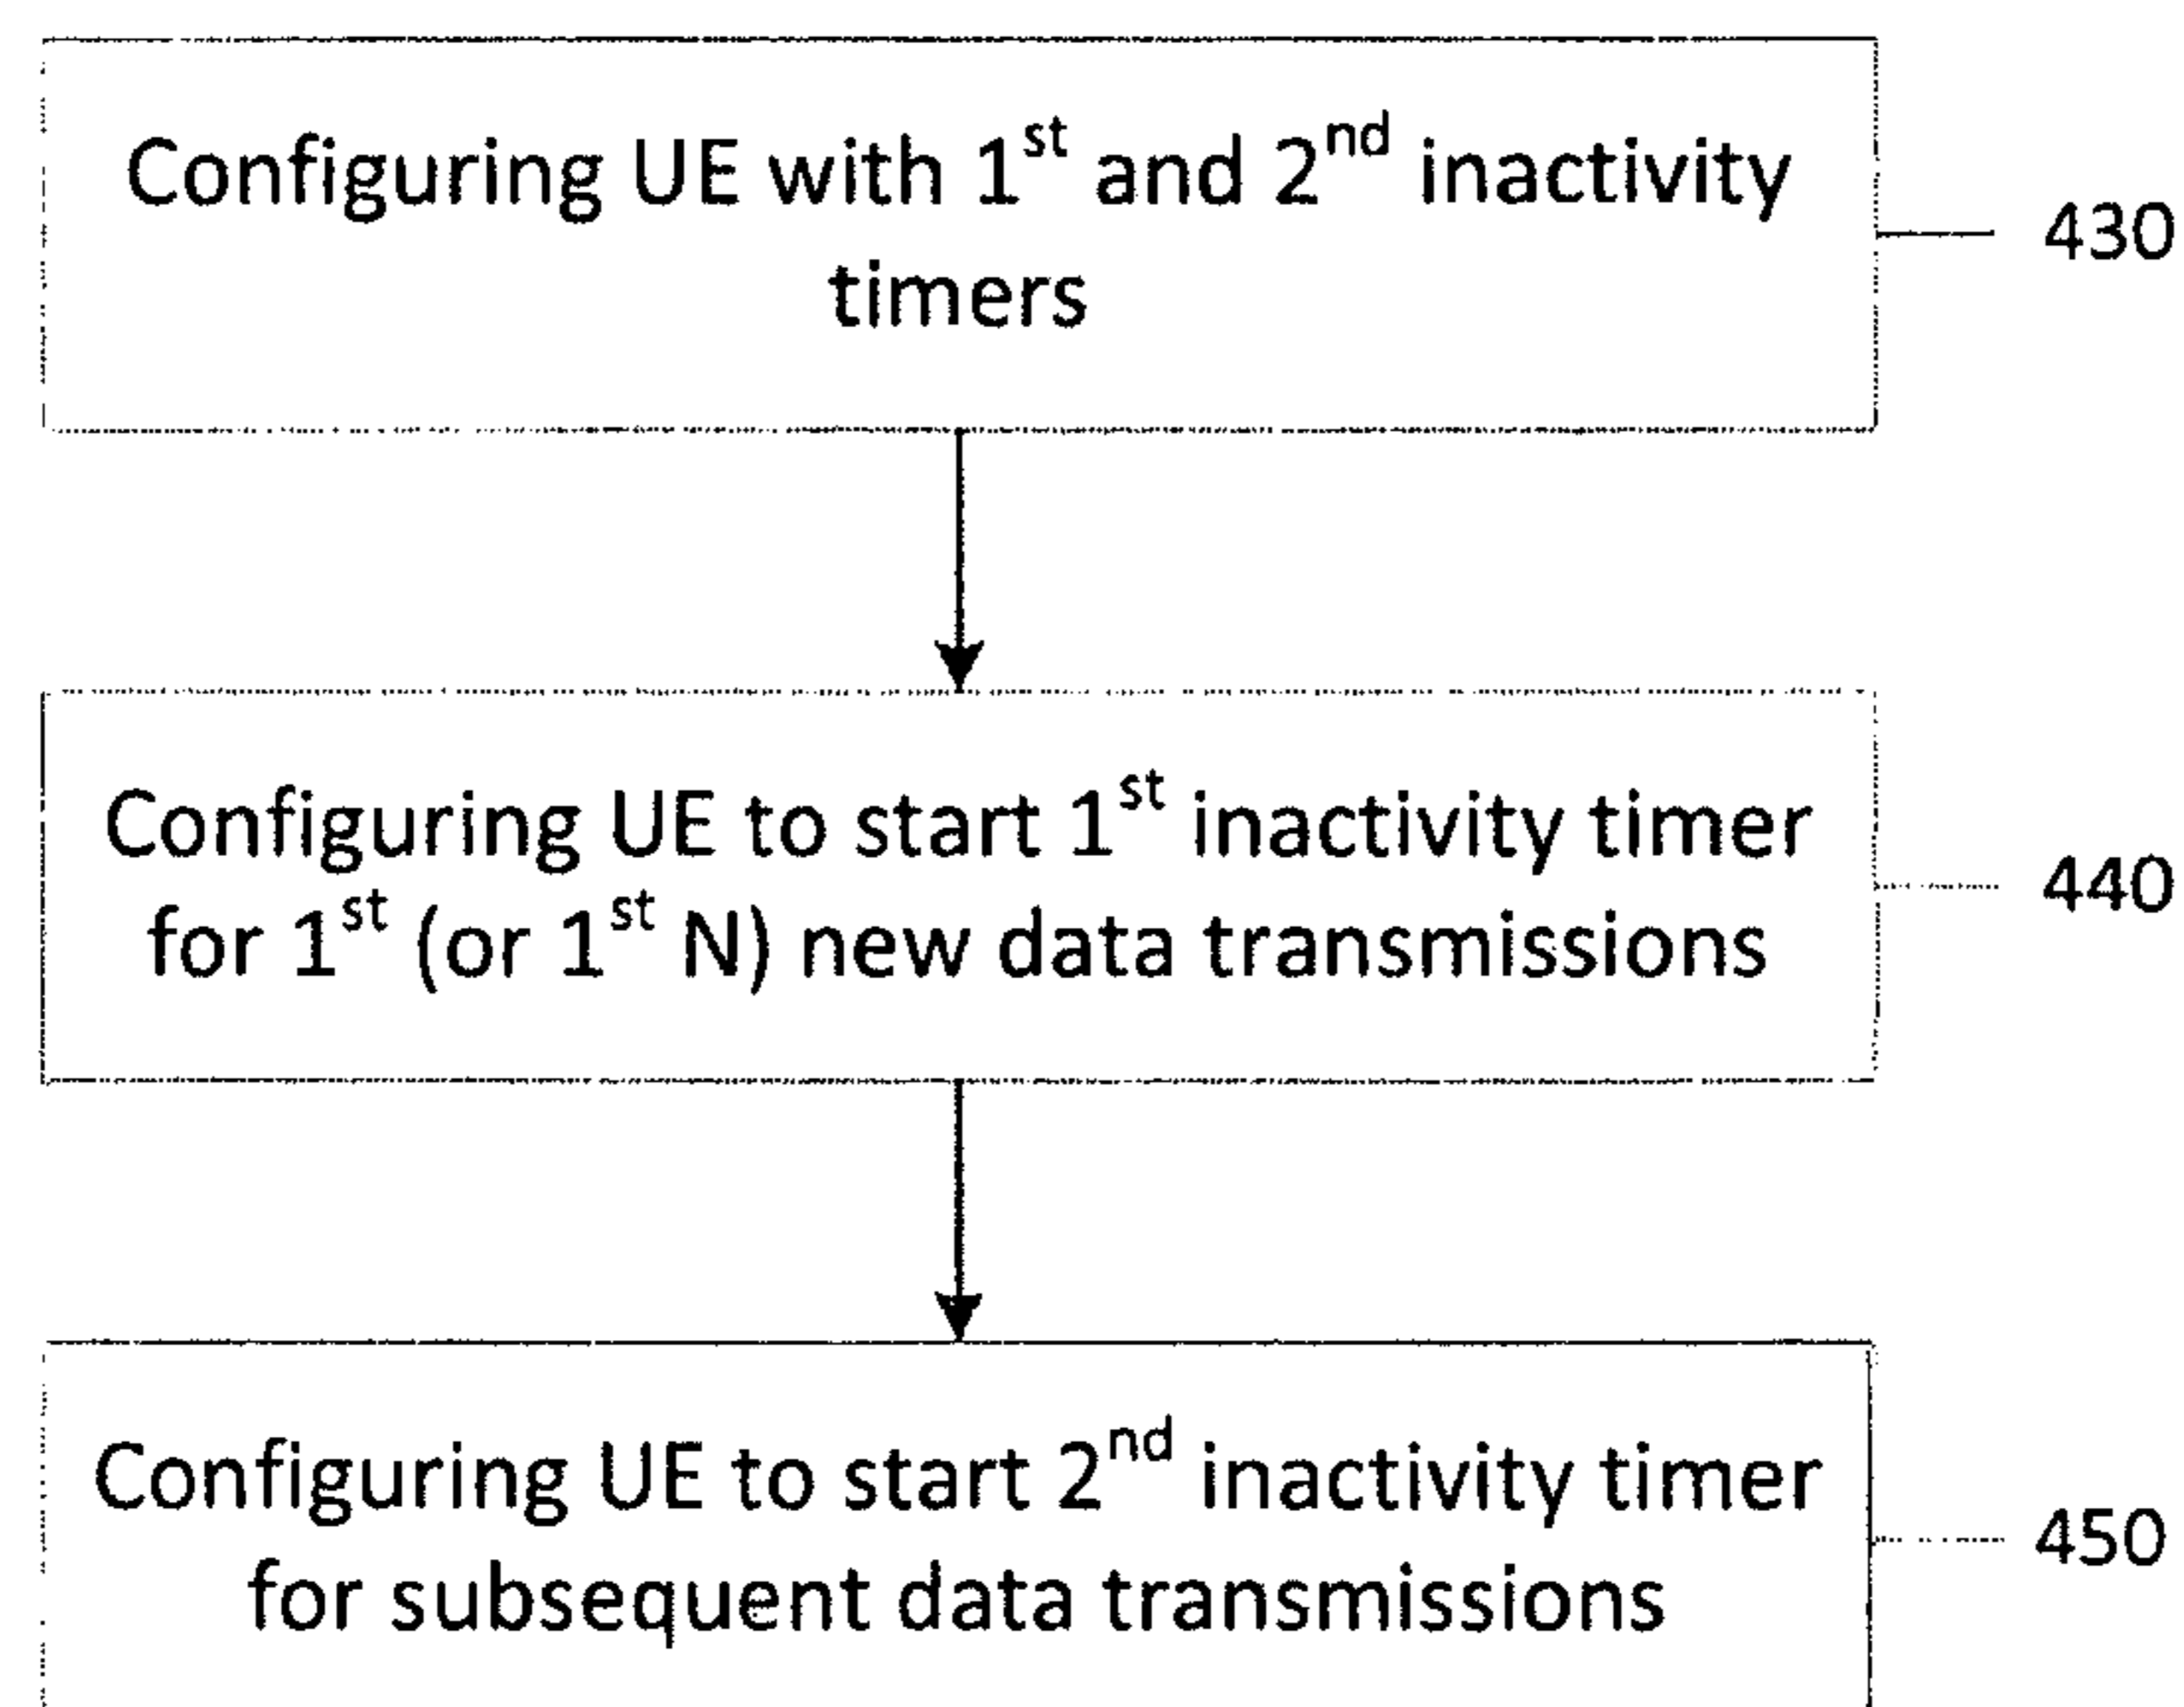 Configuring UE with 1st and 2nd inactivity
timers
430
Configuring UE to start 1st inactivity timer
for 1st (or 1st N) new data transmissions
440
Configuring UE to start 2nd inactivity timer
for subsequent data transmissions
450